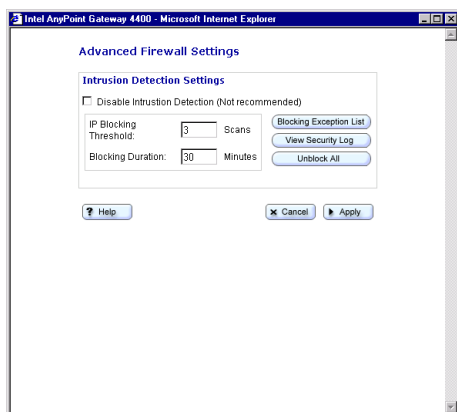 Intel AnyPoint Gateway 4400 - Microsoft Internet Explorer
Advanced Firewall Settings
Intrusion Detection Settings
Disable Intrustion Detection (Not recommended)
IP Blocking
Threshold:
3
Scans
Blocking Duration:
30
Minutes
Blocking Exception List
View Security Log
Unblock All
? Help
Cancel
Apply